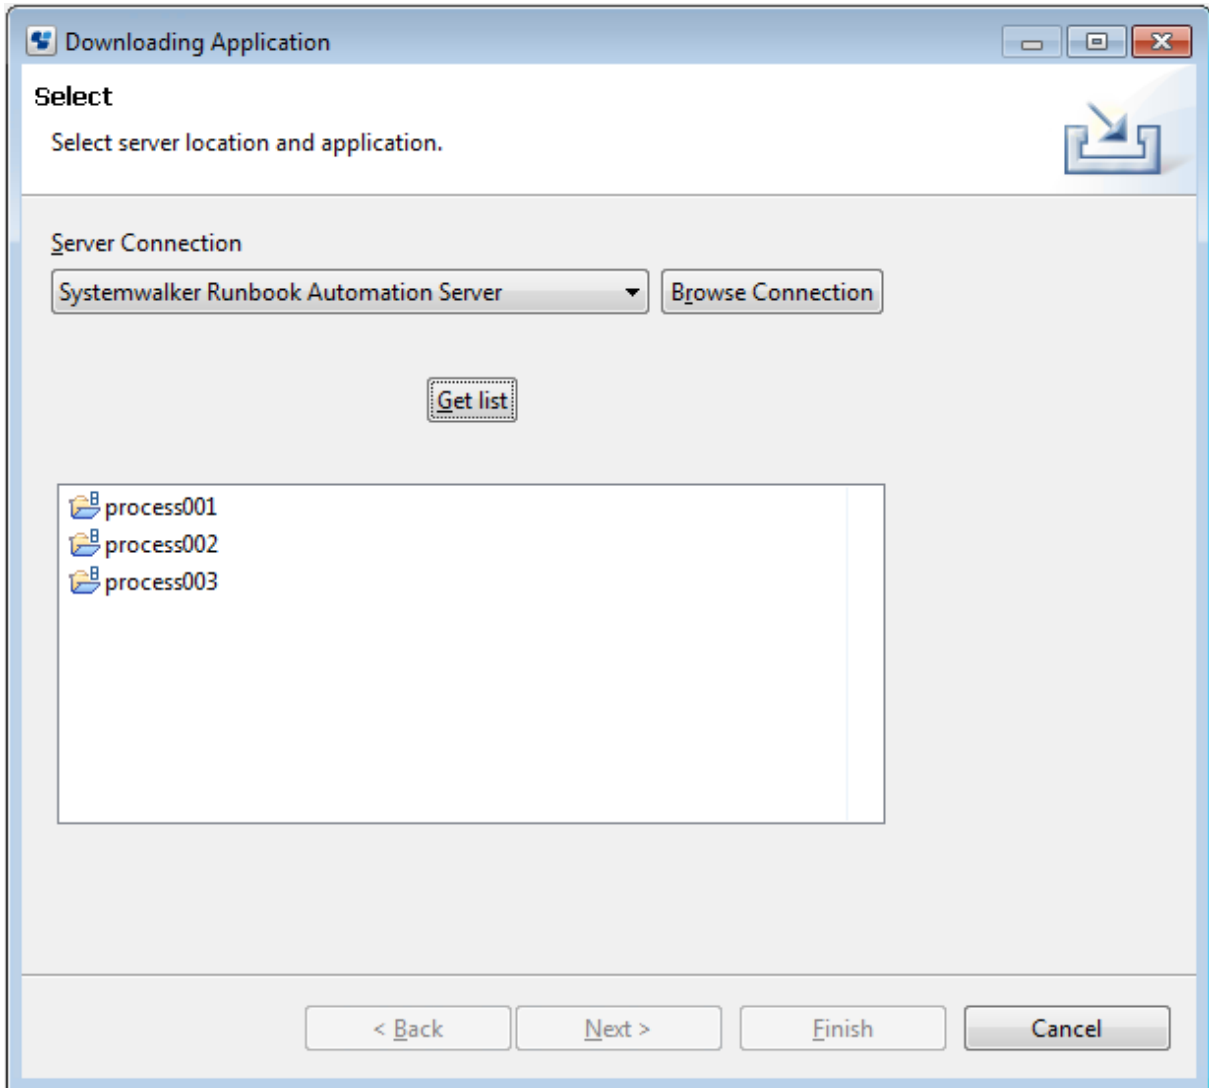 Downloading Application
Select
Select server location and application.
Server Connection
Systemwalker Runbook Automation Server Browse Connection
Get list
process001
process002
process003
< Back Next > Finish Cancel